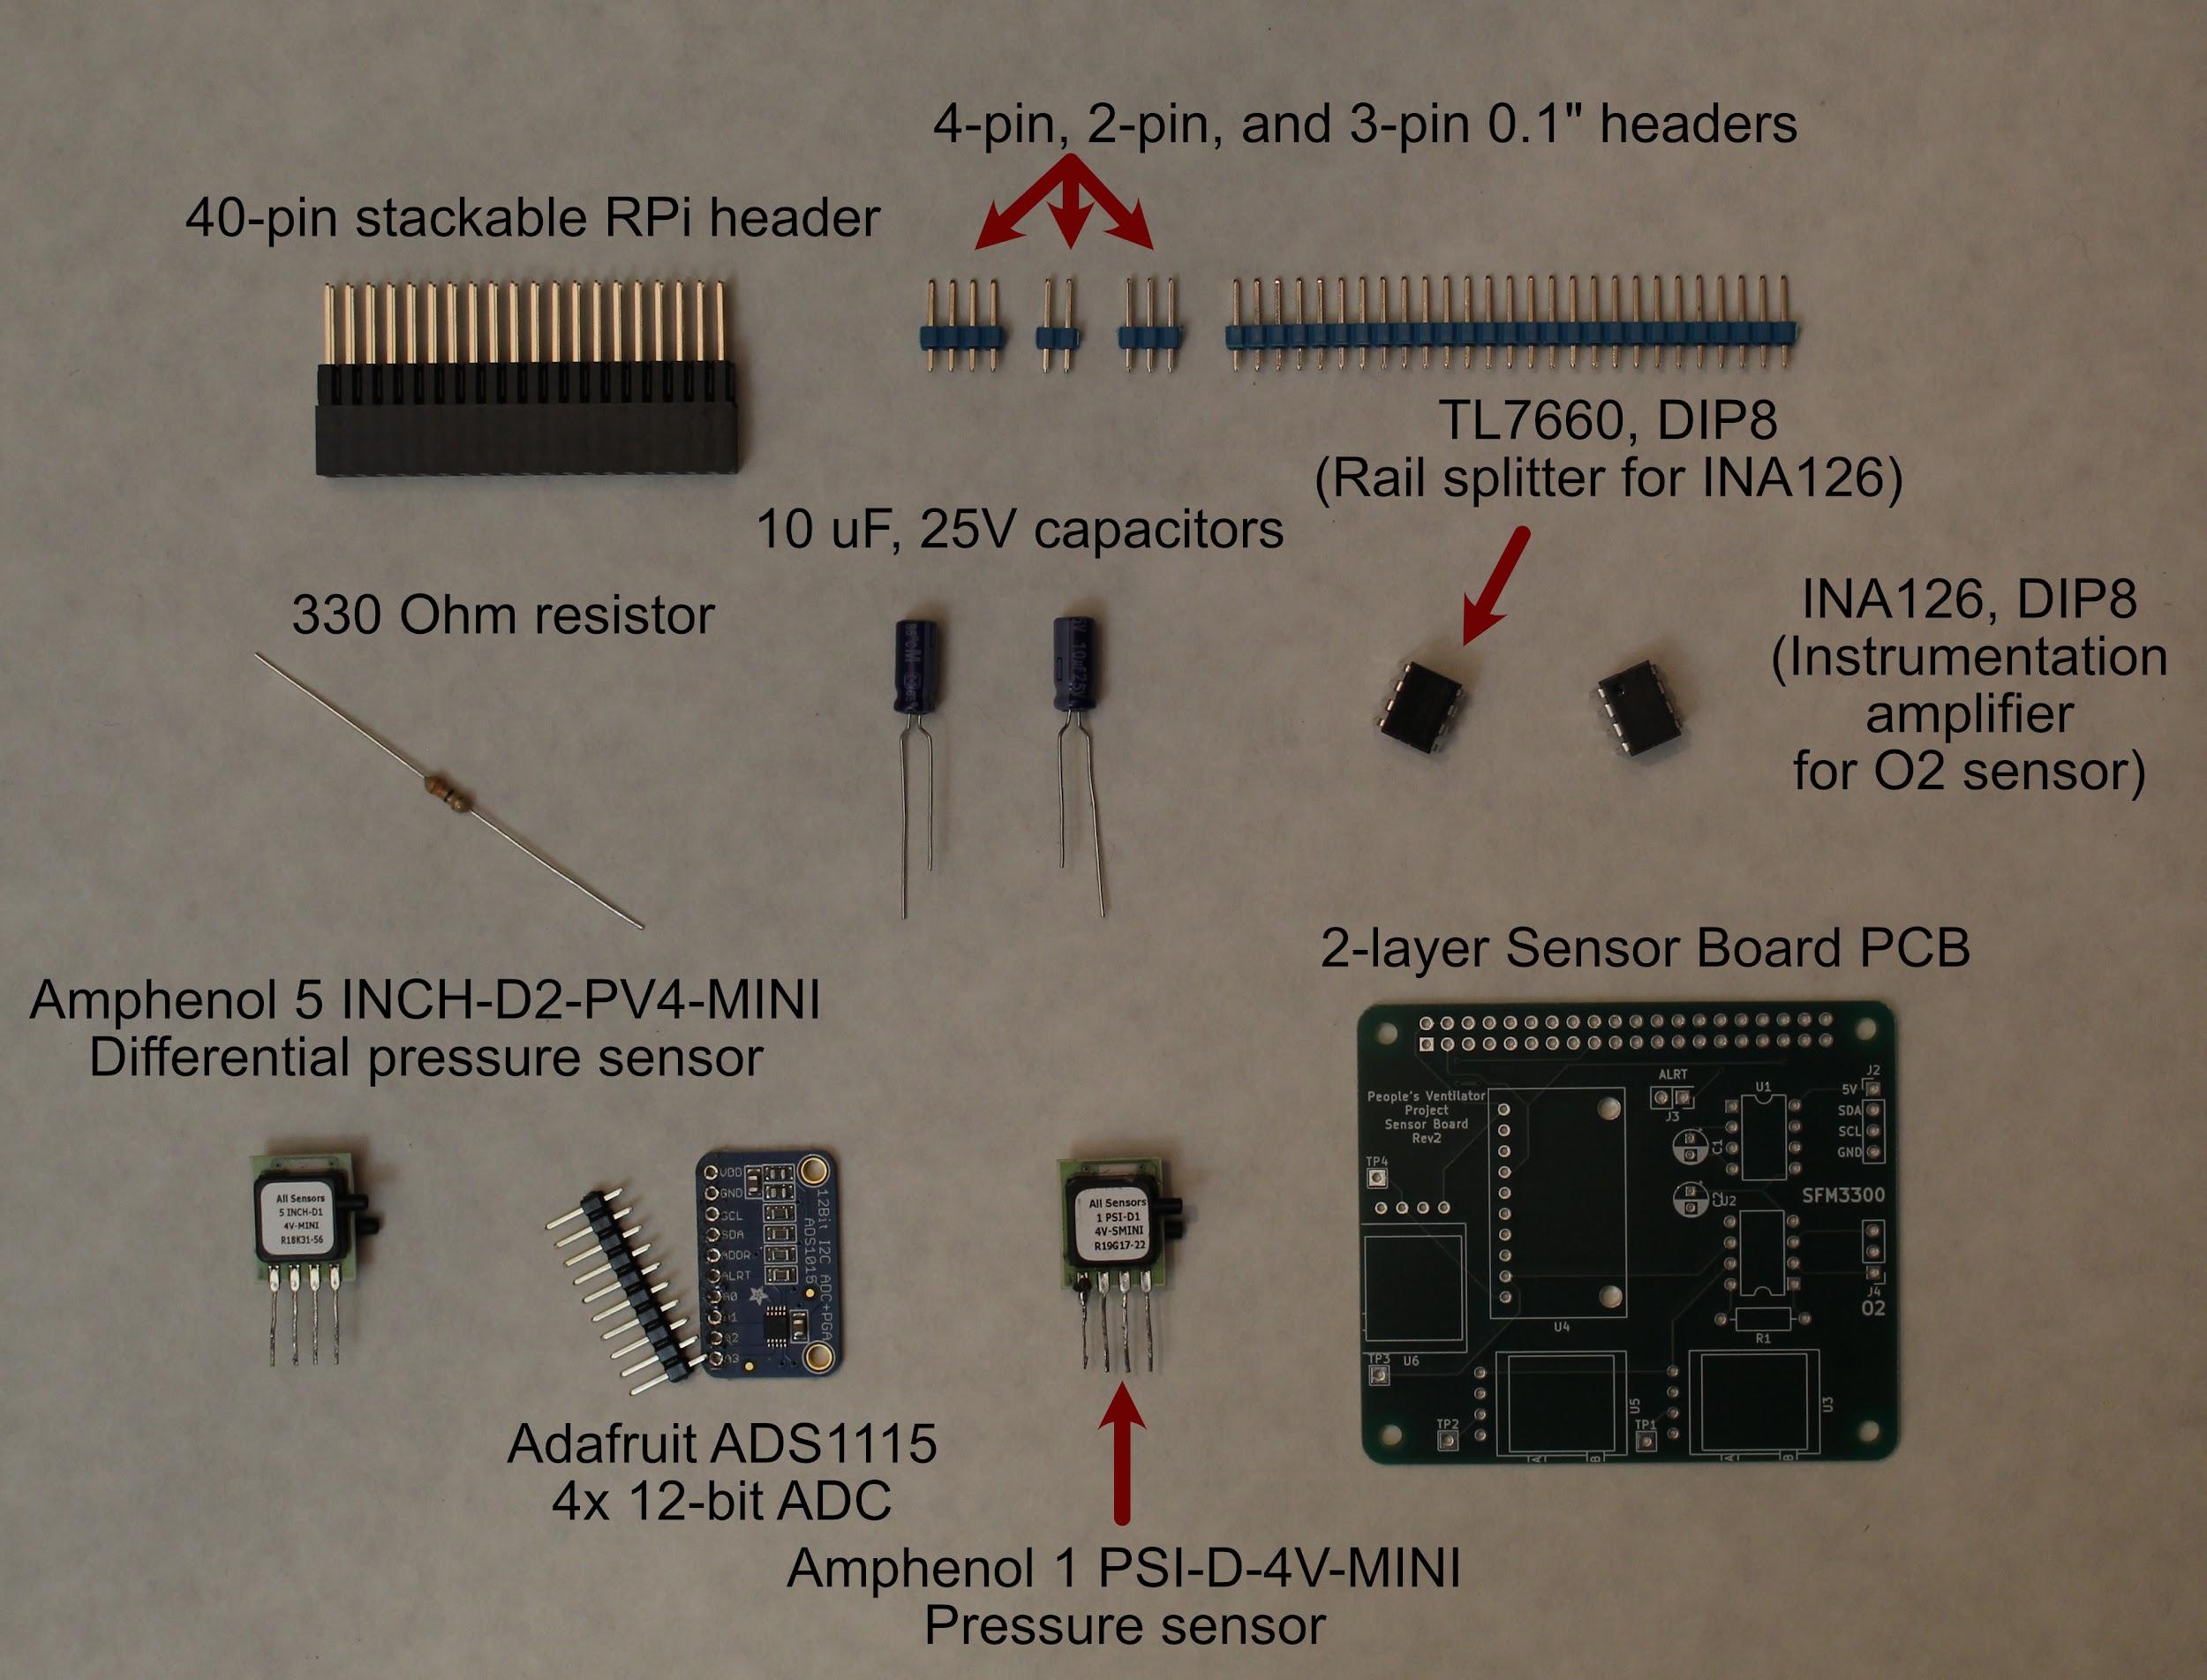 4-pin, 2-pin, and 3-pin 0.1" headers
40-pin stackable RPi header
TL7660, DIP8
(Rail splitter for INA126)
10 uF, 25V capacitors
330 Ohm resistor
INA126, DIP8
(Instrumentation
amplifier
for O2 sensor)
10µF25V
2-layer Sensor Board PCB
Amphenol 5 INCH-D2-PV4-MINI
Differential pressure sensor
All Sensors
5 INCH-D1
4V-MINI
R18K31-56
VDD
GND
SCL
SDA
ADDR
ALRT
A0
A1
A2
A3
12Bit I2C ADC+PGA
ADS1015
All Sensors
1 PSI-D1
4V-SMINI
R19G17-22
People's Ventilator
Project
Sensor Board
Rev2
ALRT
J3
U1
J2
5V
SDA
SCL
GND
C1
C2
U2
SFM3300
TP4
J4
O2
R1
U4
U6
TP3
TP2
U5
TP1
U3
A
B
A
B
Adafruit ADS1115
4x 12-bit ADC
Amphenol 1 PSI-D-4V-MINI
Pressure sensor